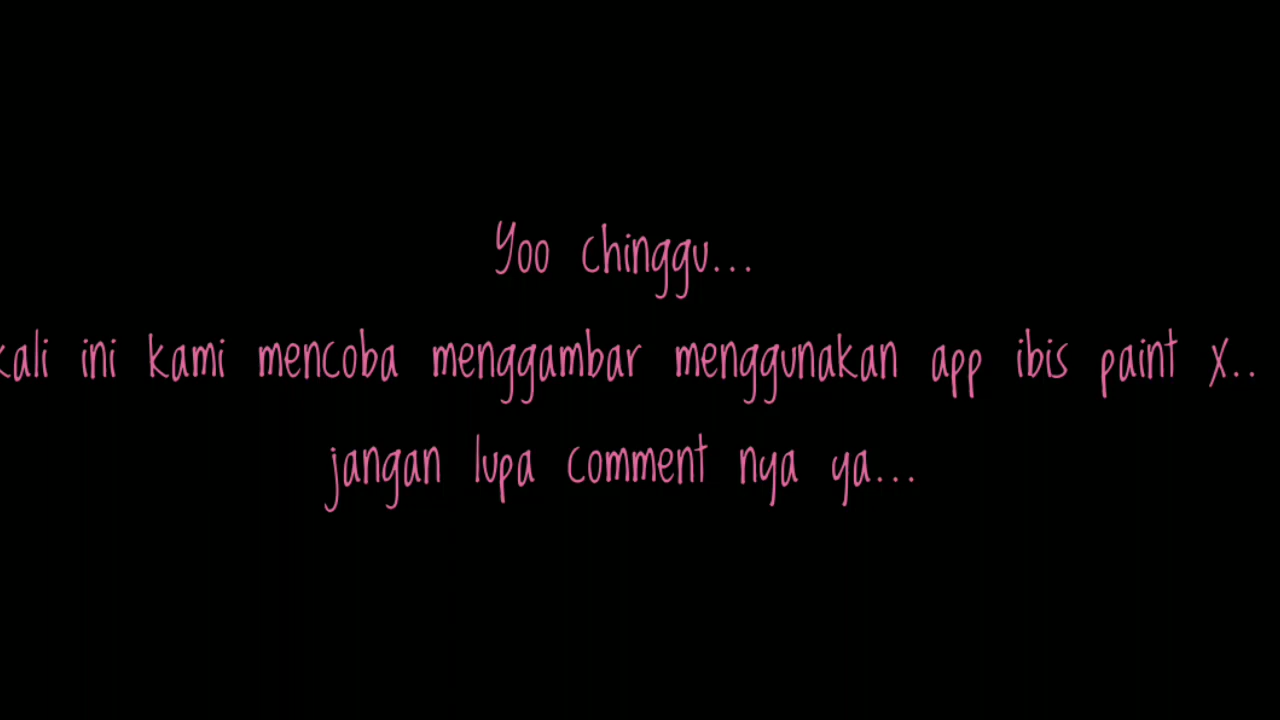 Yoo chinggu...
kali ini kami mencoba menggambar menggunakan app ibis paint x..
jangan lupa comment nya ya...